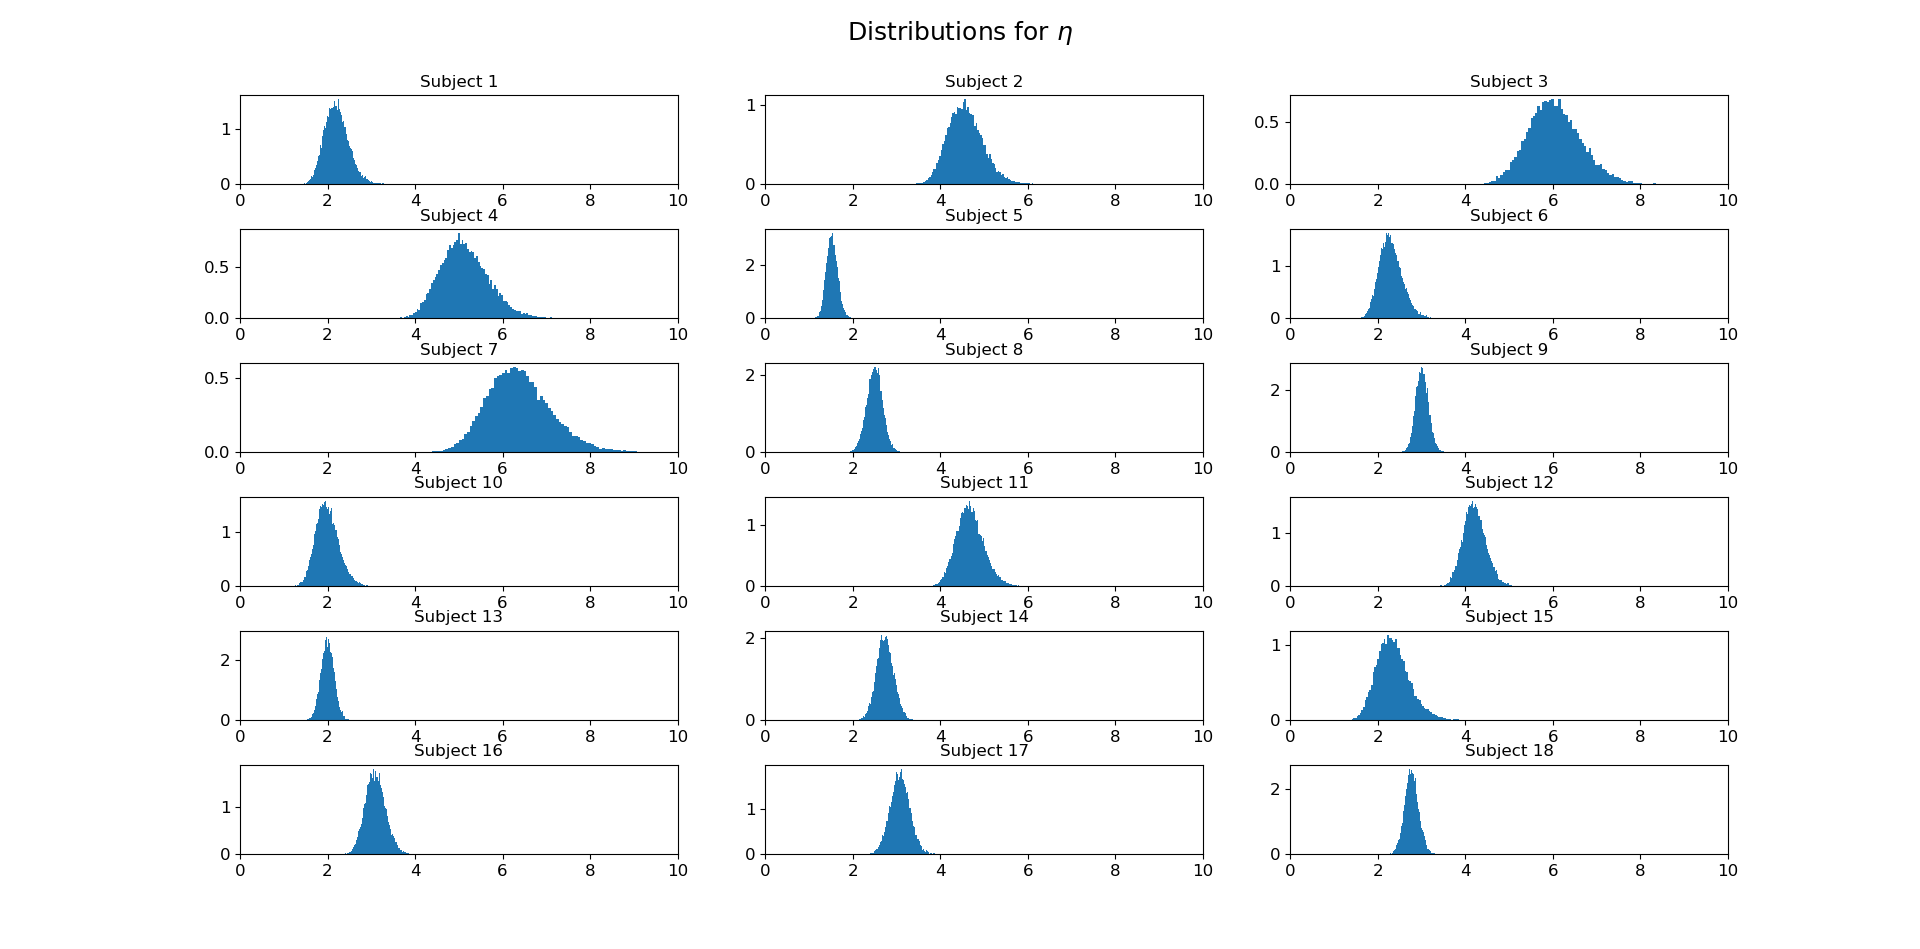 Distributions for η
Subject 1
Subject 2
Subject 3
1
0
0 2 4 6 8 10
1
0
0 2 4 6 8 10
0.5
0.0
0 2 4 6 8 10
Subject 4
Subject 5
Subject 6
0.5
0.0
0 2 4 6 8 10
2
0
0 2 4 6 8 10
1
0
0 2 4 6 8 10
Subject 7
Subject 8
Subject 9
0.5
0.0
0 2 4 6 8 10
2
0
0 2 4 6 8 10
2
0
0 2 4 6 8 10
Subject 10
Subject 11
Subject 12
1
0
0 2 4 6 8 10
1
0
0 2 4 6 8 10
1
0
0 2 4 6 8 10
Subject 13
Subject 14
Subject 15
2
0
0 2 4 6 8 10
2
0
0 2 4 6 8 10
1
0
0 2 4 6 8 10
Subject 16
Subject 17
Subject 18
1
0
0 2 4 6 8 10
1
0
0 2 4 6 8 10
2
0
0 2 4 6 8 10